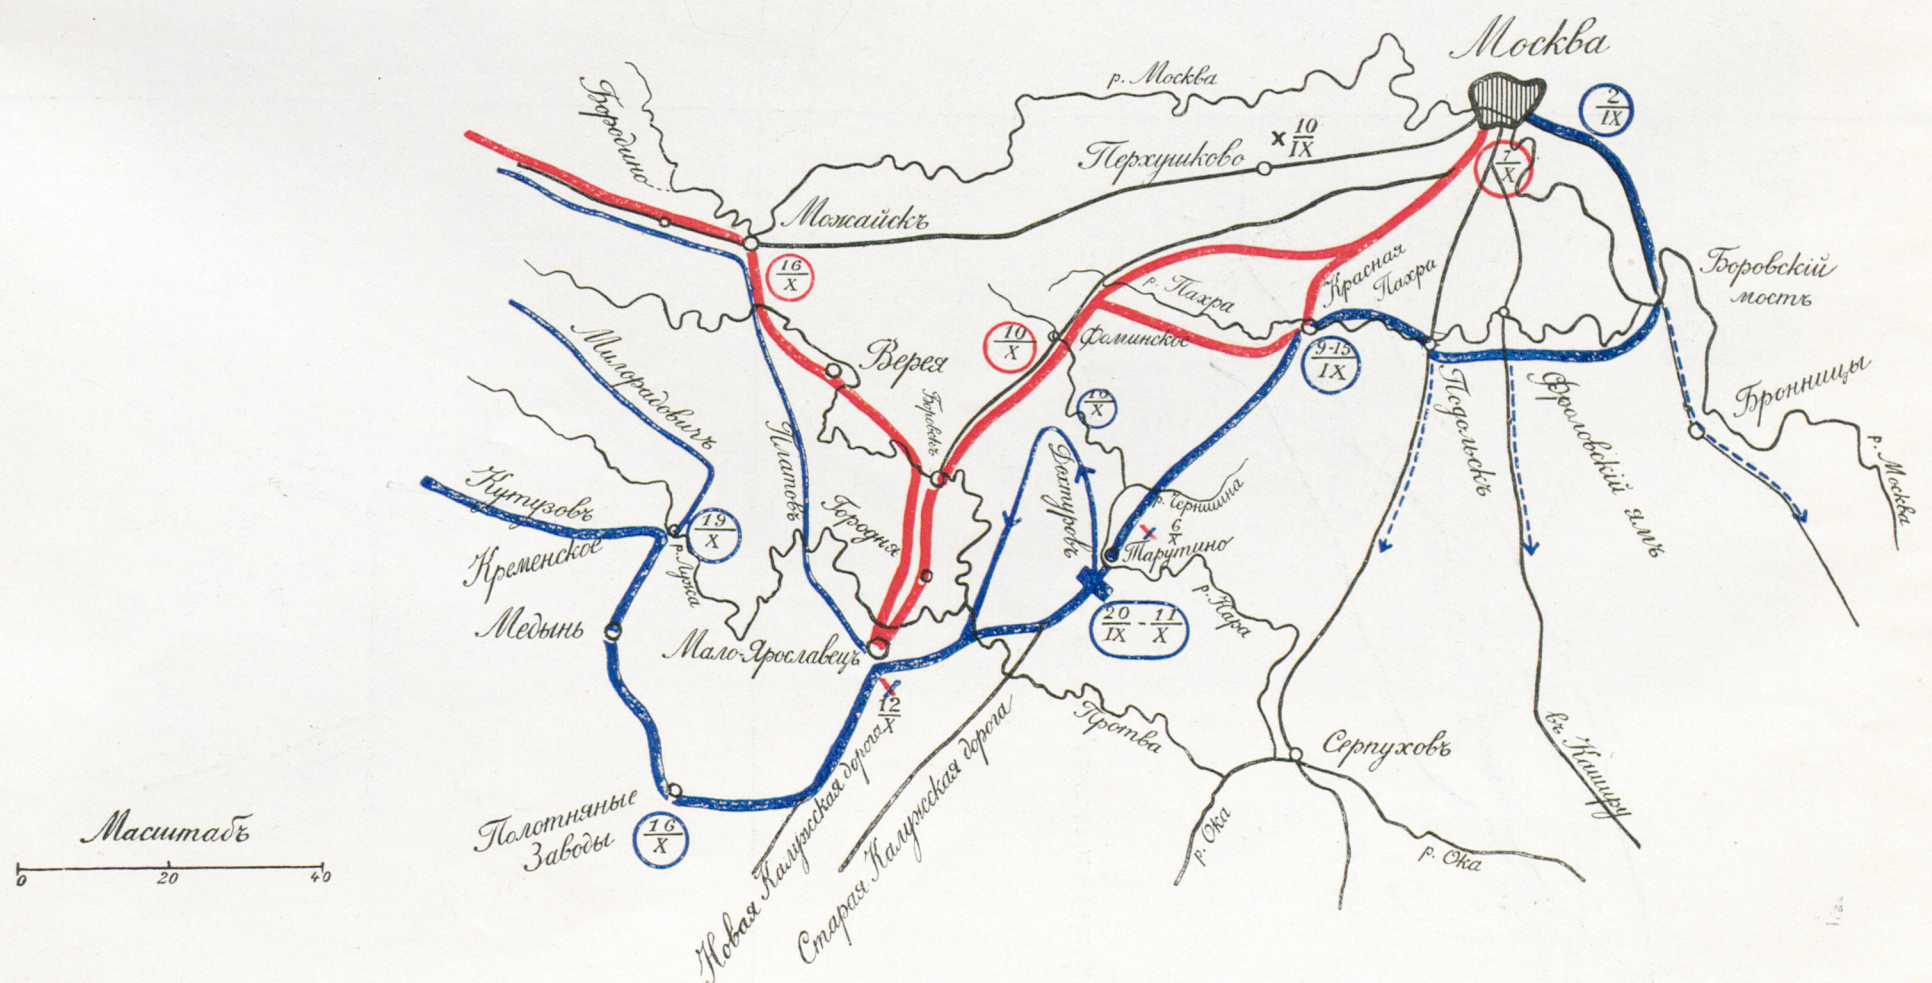 Москва
р. Москва
Бородино
2
IX
10
IX
Перхушково
7
X
Можайскъ
16
X
Красная
Пахра
Боровскій
мостъ
р. Пахра
10
X
Фоминское
9-15
IX
Верея
Милорадовичъ
Бронницы
Подольскъ
Фроловскій ямъ
10
X
Боровскъ
Платовъ
Дохтуровъ
р. Москва
Кутузовъ
р. Чернишня
Городня
19
X
6
X
Кременское
р. Лужа
Тарутино
р. Нара
20
IX
-
11
X
Медынь
Мало-Ярославецъ
12
X
Протва
Серпуховъ
въ Каширу
Полотняные
Заводы
16
X
Новая Калужская дорога
Старая Калужская дорога
р. Ока
р. Ока
Масштабъ
0 20 40